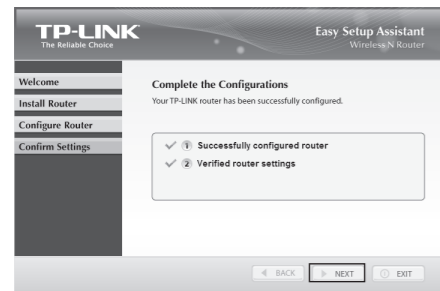 TP-LINK
The Reliable Choice
Easy Setup Assistant
Wireless N Router
Welcome
Install Router
Configure Router
Confirm Settings
Complete the Configurations
Your TP-LINK router has been successfully configured.
1 Successfully configured router
2 Verified router settings
BACK
NEXT
EXIT